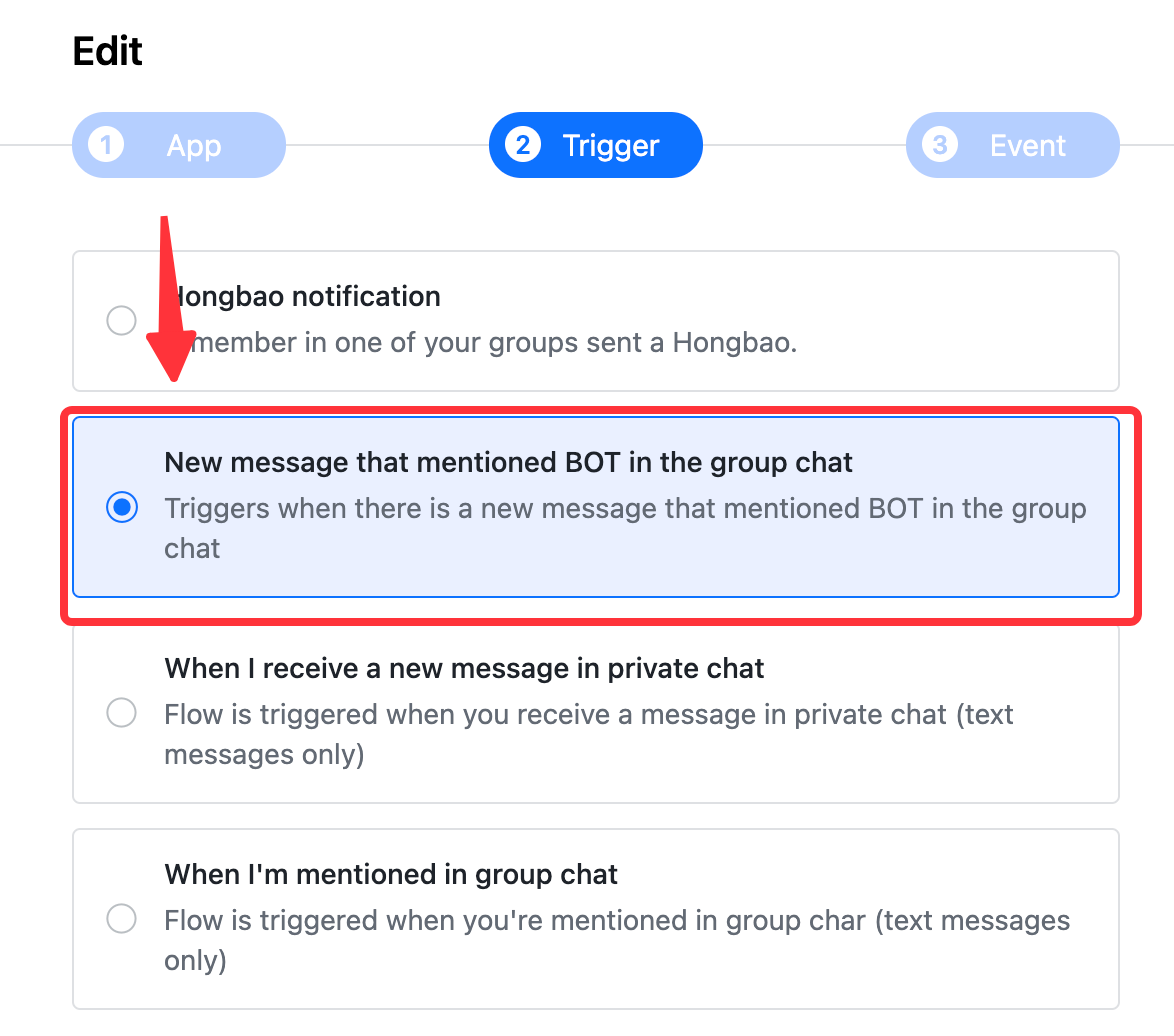 Edit
1 App
2 Trigger
3 Event
Hongbao notification
member in one of your groups sent a Hongbao.
New message that mentioned BOT in the group chat
Triggers when there is a new message that mentioned BOT in the group
chat
When I receive a new message in private chat
Flow is triggered when you receive a message in private chat (text
messages only)
When I'm mentioned in group chat
Flow is triggered when you're mentioned in group char (text messages
only)